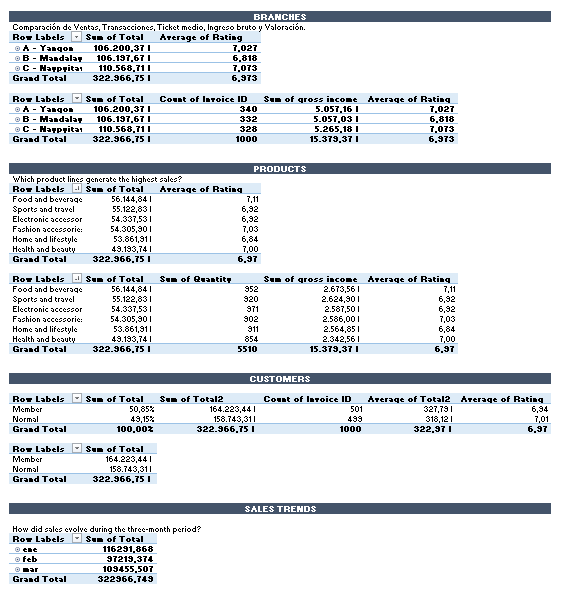 BRANCHES
Comparación de Ventas, Transacciones, Ticket medio, Ingreso bruto y Valoración.
Row Labels Sum of Total Average of Rating
A - Yangon 106.200,37 l 7,027
B - Mandalay 106.197,67 l 6,818
C - Naypyitaw 110.568,71 l 7,073
Grand Total 322.966,75 l 6,973
Row Labels Sum of Total Count of Invoice ID Sum of gross income Average of Rating
A - Yangon 106.200,37 l 340 5.057,16 l 7,027
B - Mandalay 106.197,67 l 332 5.057,03 l 6,818
C - Naypyitaw 110.568,71 l 328 5.265,18 l 7,073
Grand Total 322.966,75 l 1000 15.379,37 l 6,973
PRODUCTS
Which product lines generate the highest sales?
Row Labels Sum of Total Average of Rating
Food and beverage 56.144,84 l 7,11
Sports and travel 55.122,83 l 6,92
Electronic accessor 54.337,53 l 6,92
Fashion accessories 54.305,90 l 7,03
Home and lifestyle 53.861,91 l 6,84
Health and beauty 49.193,74 l 7,00
Grand Total 322.966,75 l 6,97
Row Labels Sum of Total Sum of Quantity Sum of gross income Average of Rating
Food and beverage 56.144,84 l 952 2.673,56 l 7,11
Sports and travel 55.122,83 l 920 2.624,90 l 6,92
Electronic accessor 54.337,53 l 971 2.587,50 l 6,92
Fashion accessories 54.305,90 l 902 2.586,00 l 7,03
Home and lifestyle 53.861,91 l 911 2.564,85 l 6,84
Health and beauty 49.193,74 l 854 2.342,56 l 7,00
Grand Total 322.966,75 l 5510 15.379,37 l 6,97
CUSTOMERS
Row Labels Sum of Total Sum of Total2 Count of Invoice ID Average of Total2 Average of Rating
Member 50,85% 164.223,44 l 501 327,79 l 6,94
Normal 49,15% 158.743,31 l 499 318,12 l 7,01
Grand Total 100,00% 322.966,75 l 1000 322,97 l 6,97
Row Labels Sum of Total
Member 164.223,44 l
Normal 158.743,31 l
Grand Total 322.966,75 l
SALES TRENDS
How did sales evolve during the three-month period?
Row Labels Sum of Total
ene 116291,868
feb 97219,374
mar 109455,507
Grand Total 322966,749